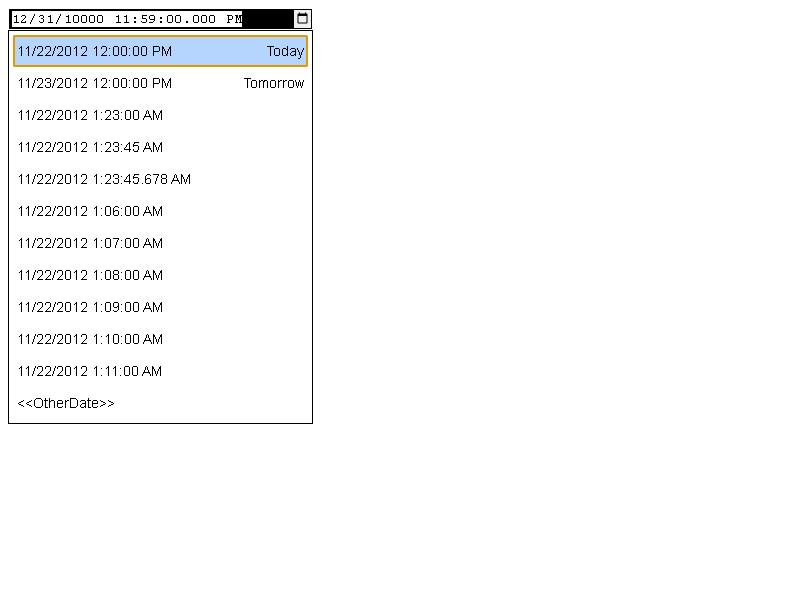 12/31/10000 11:59:00.000 PM
11/22/2012 12:00:00 PM Today
11/23/2012 12:00:00 PM Tomorrow
11/22/2012 1:23:00 AM
11/22/2012 1:23:45 AM
11/22/2012 1:23:45.678 AM
11/22/2012 1:06:00 AM
11/22/2012 1:07:00 AM
11/22/2012 1:08:00 AM
11/22/2012 1:09:00 AM
11/22/2012 1:10:00 AM
11/22/2012 1:11:00 AM
<<OtherDate>>